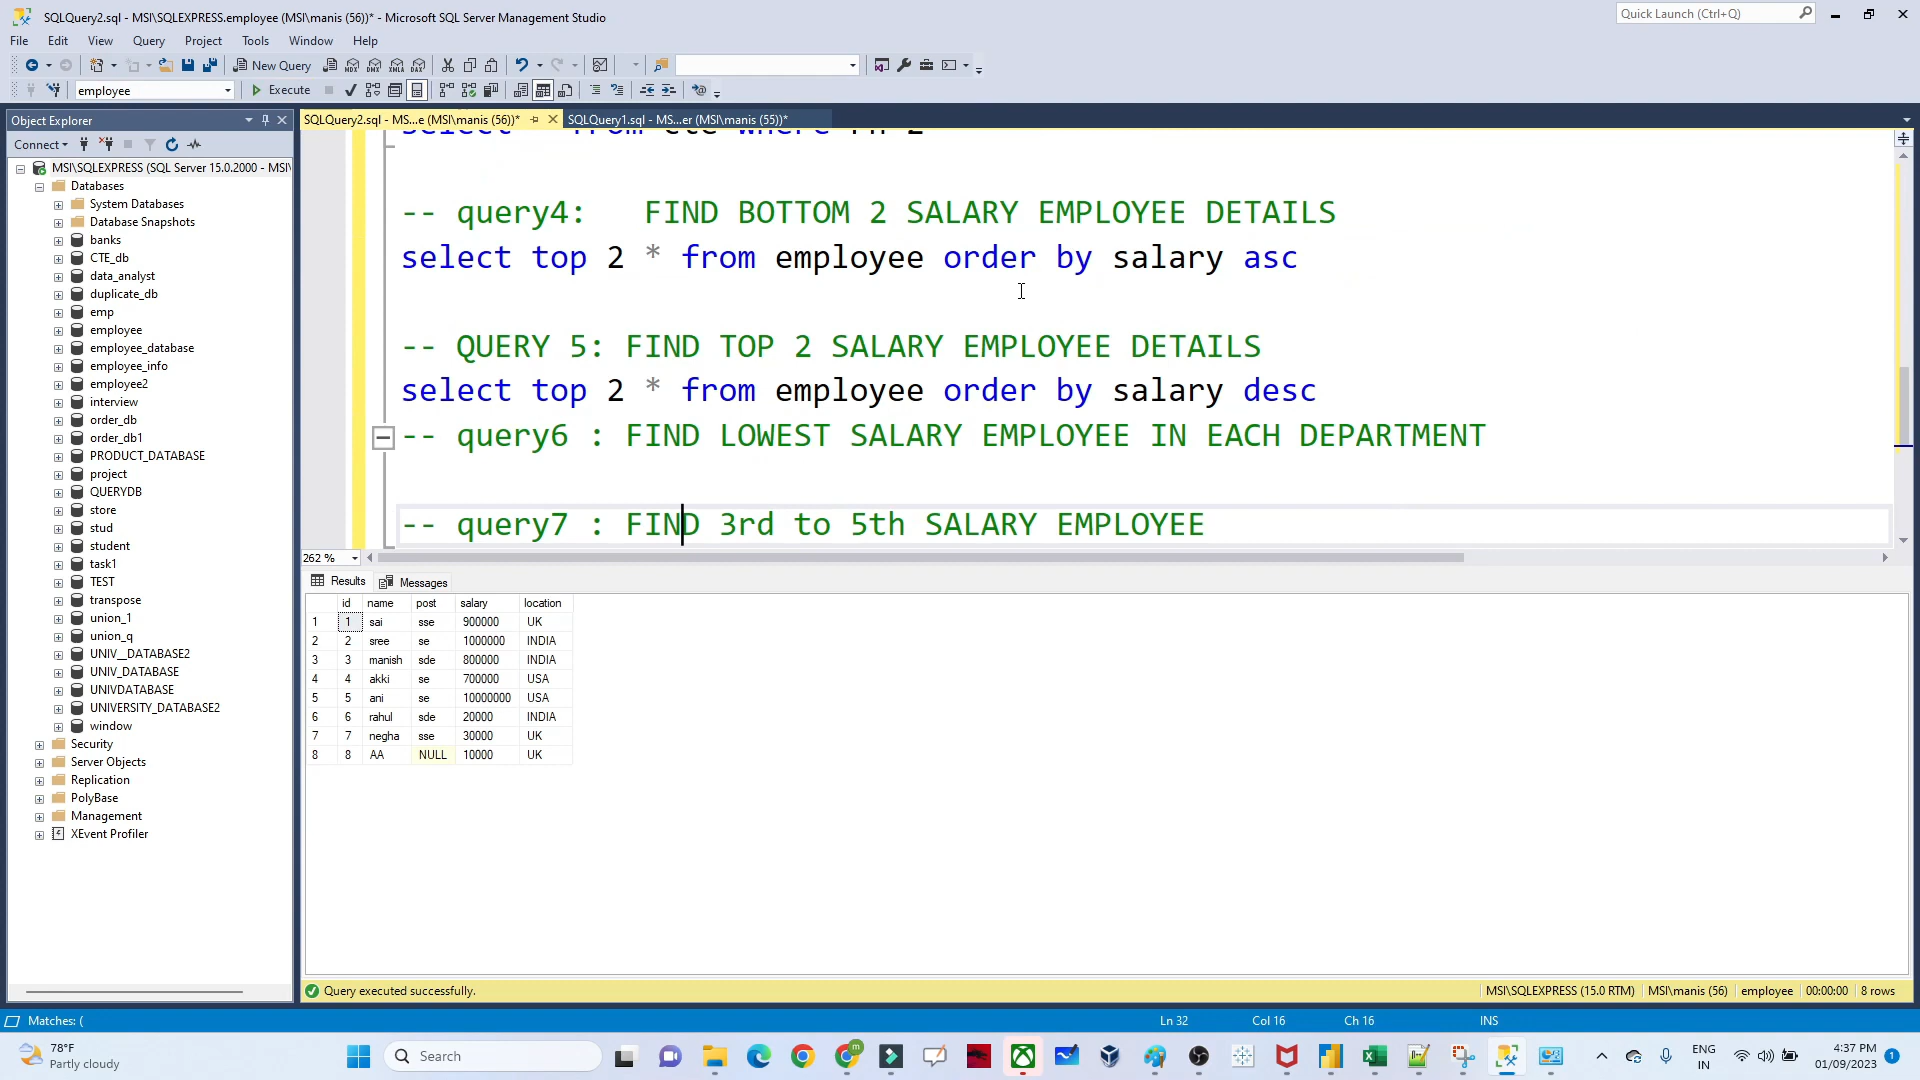 SQLQuery2.sql - MSI\SQLEXPRESS.employee (MSI\manis (56))* - Microsoft SQL Server Management Studio
Quick Launch (Ctrl+Q)
File Edit View Query Project Tools Window Help
New Query
employee Execute
Object Explorer
SQLQuery2.sql - MS...e (MSI\manis (56))* SQLQuery1.sql - MS...er (MSI\manis (55))*
Connect
MSI\SQLEXPRESS (SQL Server 15.0.2000 - MSI\
Databases
System Databases
Database Snapshots
banks
CTE_db
data_analyst
duplicate_db
emp
employee
employee_database
employee_info
employee2
interview
order_db
order_db1
PRODUCT_DATABASE
project
QUERYDB
store
stud
student
task1
TEST
transpose
union_1
union_q
UNIV__DATABASE2
UNIV_DATABASE
UNIVDATABASE
UNIVERSITY_DATABASE2
window
Security
Server Objects
Replication
PolyBase
Management
XEvent Profiler
-- query4: FIND BOTTOM 2 SALARY EMPLOYEE DETAILS
select top 2 * from employee order by salary asc
-- QUERY 5: FIND TOP 2 SALARY EMPLOYEE DETAILS
select top 2 * from employee order by salary desc
-- query6 : FIND LOWEST SALARY EMPLOYEE IN EACH DEPARTMENT
-- query7 : FIND 3rd to 5th SALARY EMPLOYEE
262 %
Results Messages
id name post salary location
1 1 sai sse 900000 UK
2 2 sree se 1000000 INDIA
3 3 manish sde 800000 INDIA
4 4 akki se 700000 USA
5 5 ani se 10000000 USA
6 6 rahul sde 20000 INDIA
7 7 negha sse 30000 UK
8 8 AA NULL 10000 UK
Query executed successfully. MSI\SQLEXPRESS (15.0 RTM) MSI\manis (56) employee 00:00:00 8 rows
Matches: ( Ln 32 Col 16 Ch 16 INS
78°F
Partly cloudy
Search
ENG
IN
4:37 PM
01/09/2023
1